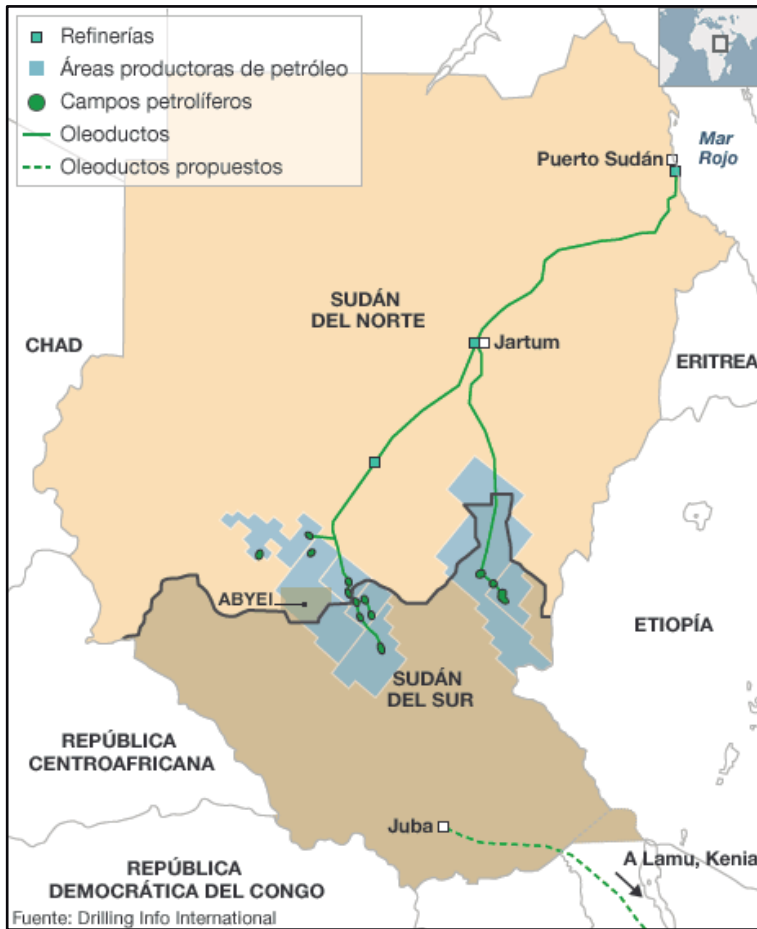 Refinerías
Áreas productoras de petróleo
Campos petrolíferos
Oleoductos
Oleoductos propuestos
Mar
Rojo
Puerto Sudán
SUDÁN
DEL NORTE
CHAD
Jartum
ERITREA
ABYEI
ETIOPÍA
SUDÁN
DEL SUR
REPÚBLICA
CENTROAFRICANA
Juba
A Lamu, Kenia
REPÚBLICA
DEMOCRÁTICA DEL CONGO
Fuente: Drilling Info International